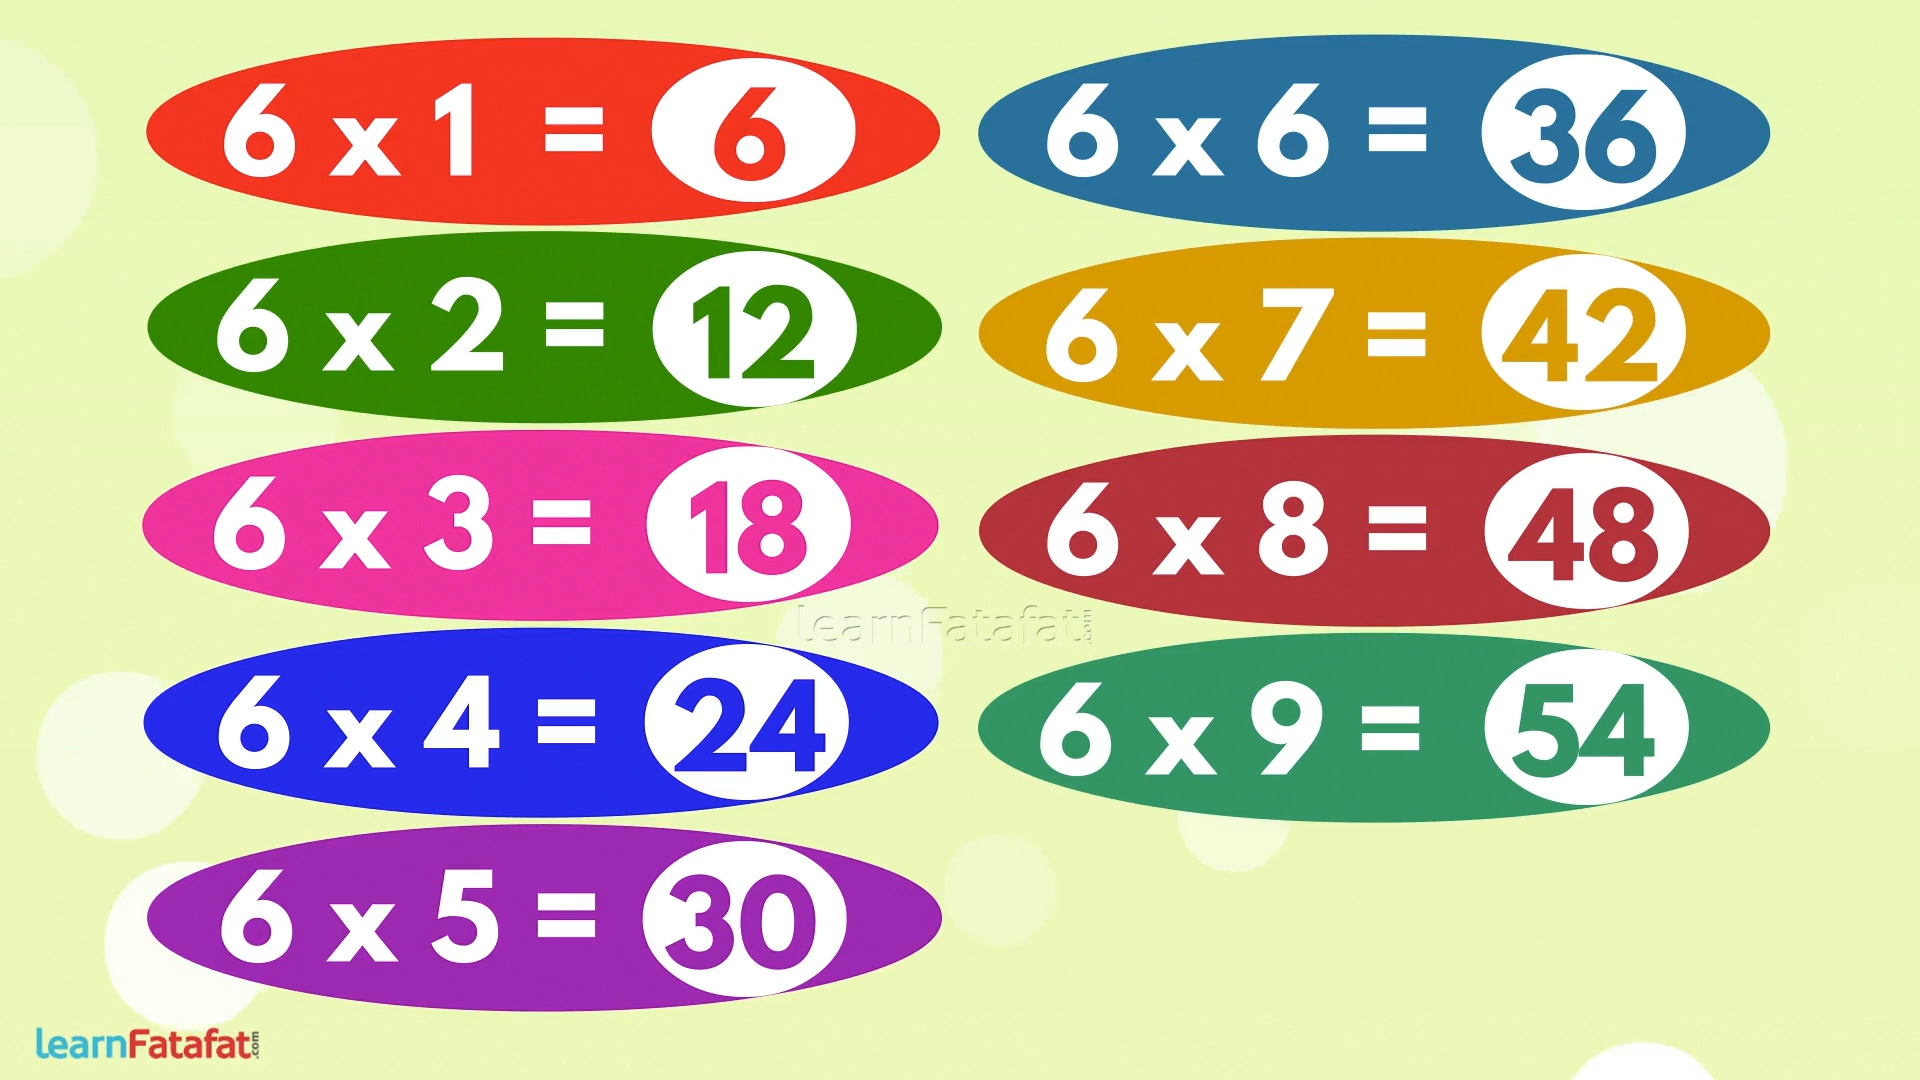 6 x 1 = 6
6 x 2 = 12
6 x 3 = 18
6 x 4 = 24
6 x 5 = 30
6 x 6 = 36
6 x 7 = 42
6 x 8 = 48
6 x 9 = 54
learnFatafat.com
learnFatafat.com